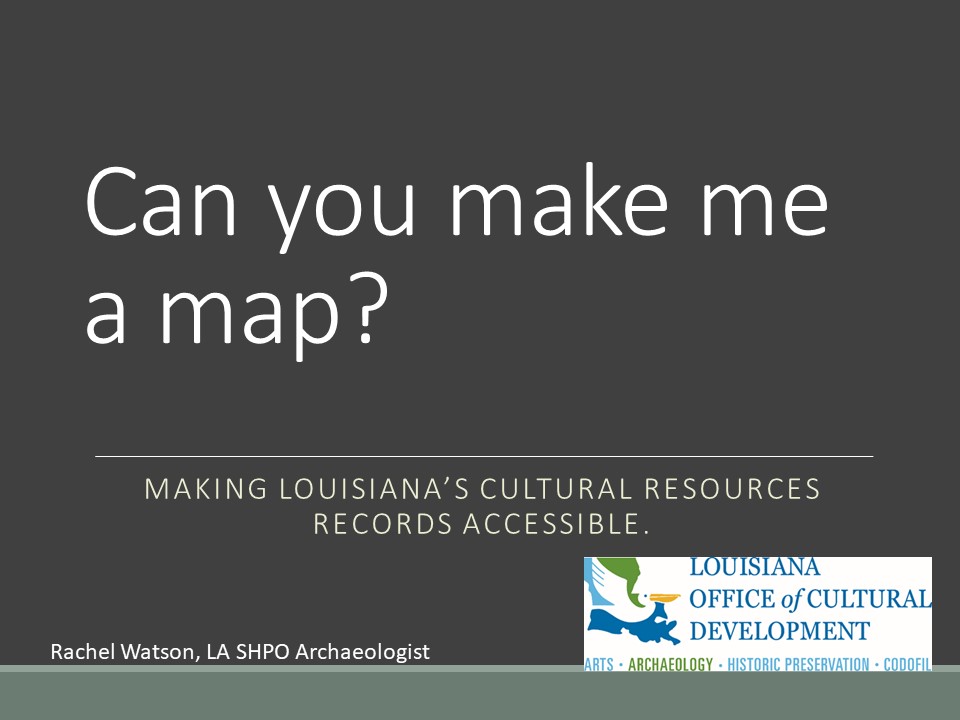 Can you make me
a map?
MAKING LOUISIANA’S CULTURAL RESOURCES
RECORDS ACCESSIBLE.
LOUISIANA
OFFICE of CULTURAL
DEVELOPMENT
ARTS • ARCHAEOLOGY • HISTORIC PRESERVATION • CODOFIL
Rachel Watson, LA SHPO Archaeologist